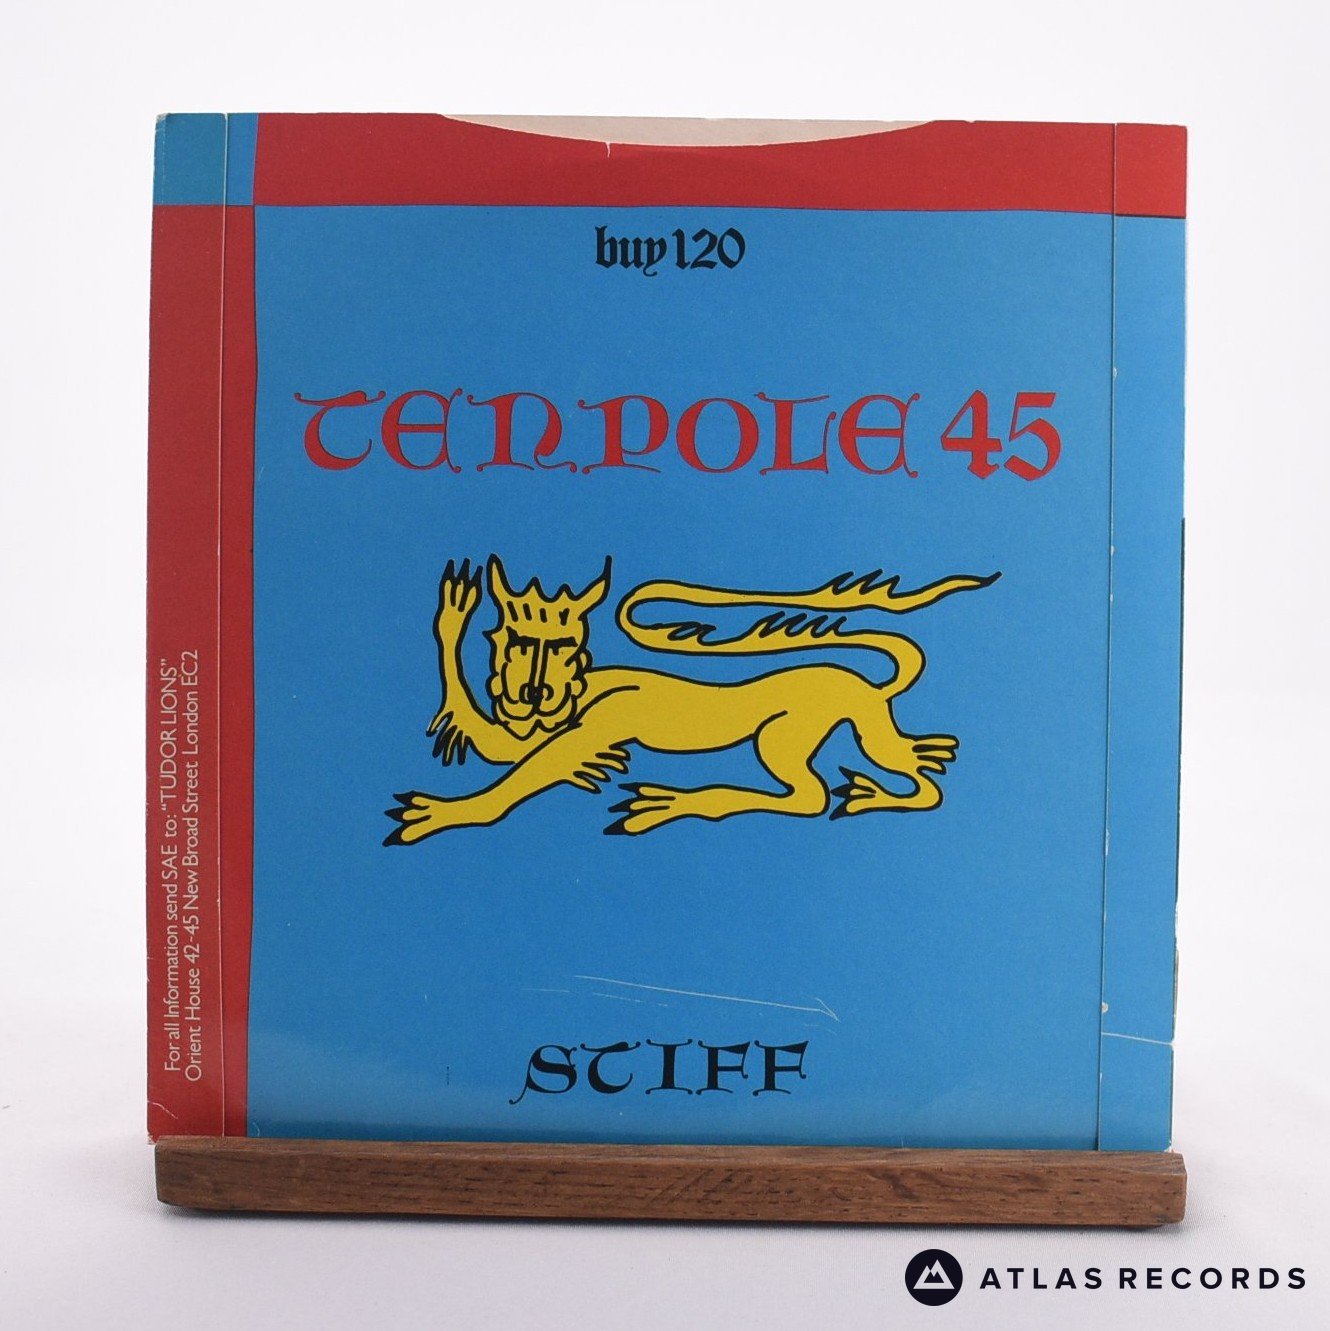 buy 120
TENPOLE 45
STIFF
For all Information send SAE to: "TUDOR LIONS"
Orient House 42-45 New Broad Street London EC2
ATLAS RECORDS